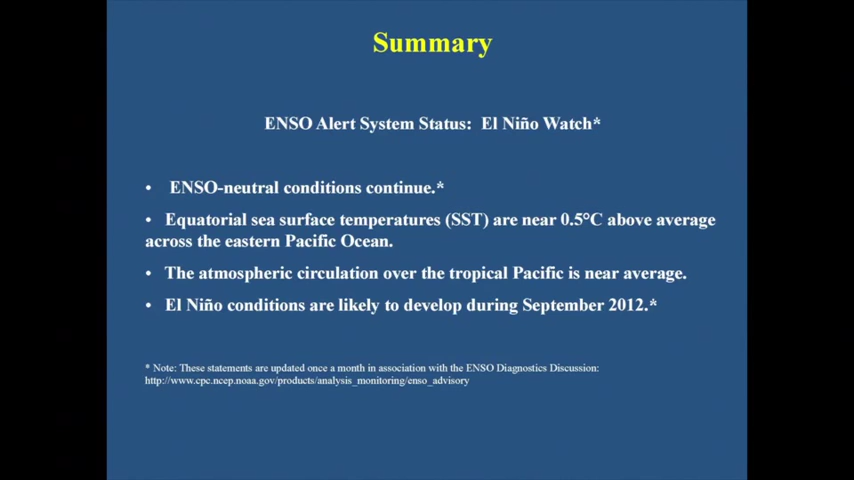 Summary
ENSO Alert System Status: El Niño Watch*
• ENSO-neutral conditions continue.*
• Equatorial sea surface temperatures (SST) are near 0.5°C above average
across the eastern Pacific Ocean.
• The atmospheric circulation over the tropical Pacific is near average.
• El Niño conditions are likely to develop during September 2012.*
* Note: These statements are updated once a month in association with the ENSO Diagnostics Discussion:
http://www.cpc.ncep.noaa.gov/products/analysis_monitoring/enso_advisory